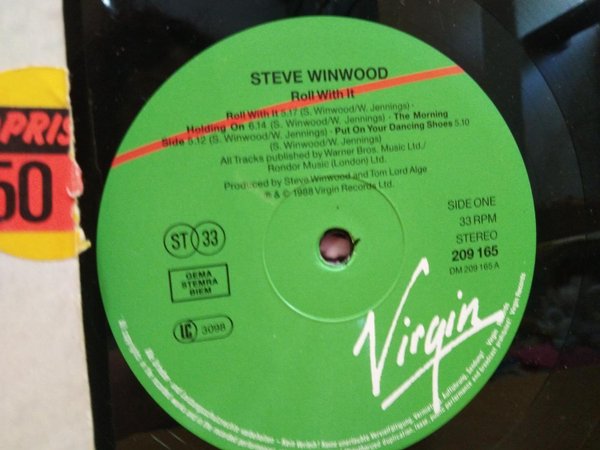 STEVE WINWOOD
Roll With It
Roll With It 5.17 (S. Winwood/W. Jennings) -
Holding On 6.14 (S. Winwood/W. Jennings) - The Morning
Side 5.12 (S. Winwood/W. Jennings) - Put On Your Dancing Shoes 5.10
(S. Winwood/W. Jennings)
All Tracks published by Warner Bros. Music Ltd./
Rondor Music (London) Ltd.
Produced by Steve Winwood and Tom Lord Alge
℗ & © 1988 Virgin Records Ltd.
PRIS
50
ST 33
GEMA
STEMRA
BIEM
LC 3098
SIDE ONE
33 RPM
STEREO
209 165
DM 209 165 A
Virgin